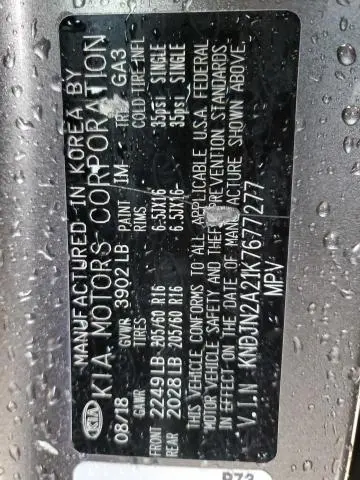 KIA
MANUFACTURED IN KOREA BY
KIA MOTORS CORPORATION
08/18 GVWR 3902 LB PAINT 1M TRI GA3
GAWR TIRES RIMS COLD TIRE INFL
FRONT 2249 LB 205/60 R16 6.5JX16 35psi SINGLE
REAR 2028 LB 205/60 R16 6.5JX16 35psi SINGLE
THIS VEHICLE CONFORMS TO ALL APPLICABLE U.S.A. FEDERAL
MOTOR VEHICLE SAFETY AND THEFT PREVENTION STANDARDS
IN EFFECT ON THE DATE OF MANUFACTURE SHOWN ABOVE.
V.I.N
MPV